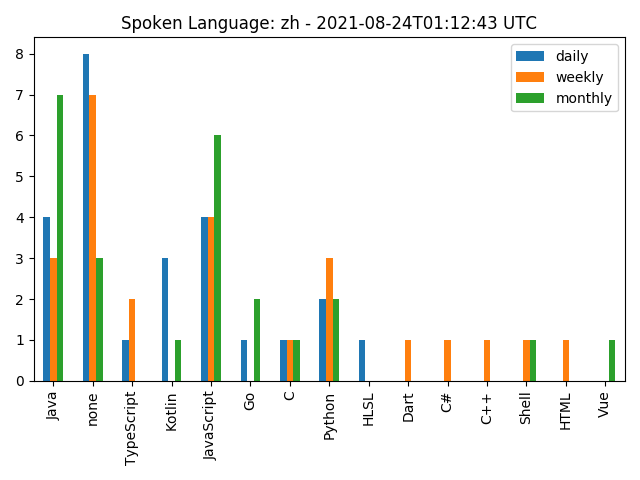 Spoken Language: zh - 2021-08-24T01:12:43 UTC
daily
weekly
monthly
8
7
6
5
4
3
2
1
0
Java
none
TypeScript
Kotlin
JavaScript
Go
C
Python
HLSL
Dart
C#
C++
Shell
HTML
Vue